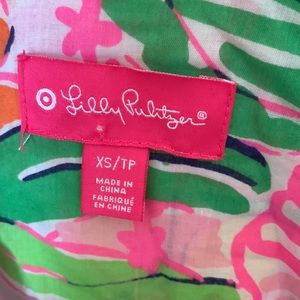 Lilly Pulitzer®
XS/TP
MADE IN
CHINA
FABRIQUÉ
EN CHINE